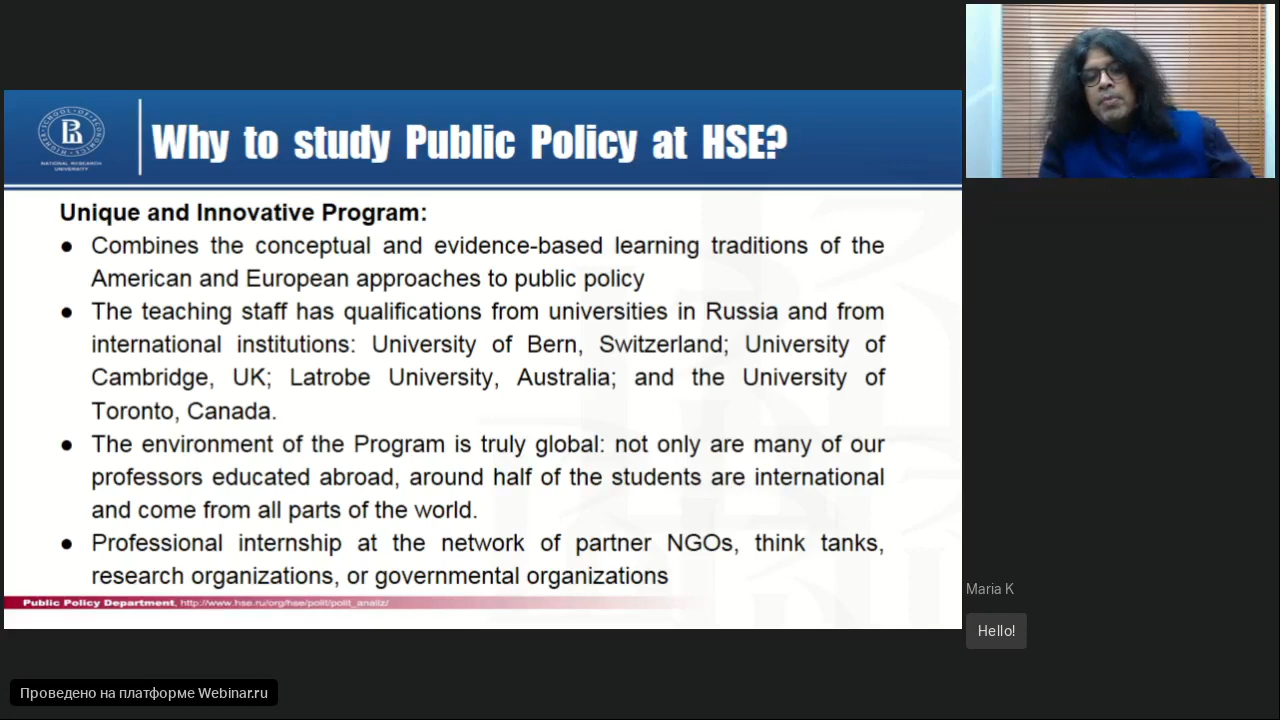 HIGHER SCHOOL OF ECONOMICS
NATIONAL RESEARCH
UNIVERSITY
Why to study Public Policy at HSE?
Unique and Innovative Program:
● Combines the conceptual and evidence-based learning traditions of the
American and European approaches to public policy
● The teaching staff has qualifications from universities in Russia and from
international institutions: University of Bern, Switzerland; University of
Cambridge, UK; Latrobe University, Australia; and the University of
Toronto, Canada.
● The environment of the Program is truly global: not only are many of our
professors educated abroad, around half of the students are international
and come from all parts of the world.
● Professional internship at the network of partner NGOs, think tanks,
research organizations, or governmental organizations
Public Policy Department, http://www.hse.ru/org/hse/polit/polit_analiz/
Maria K
Hello!
Проведено на платформе Webinar.ru